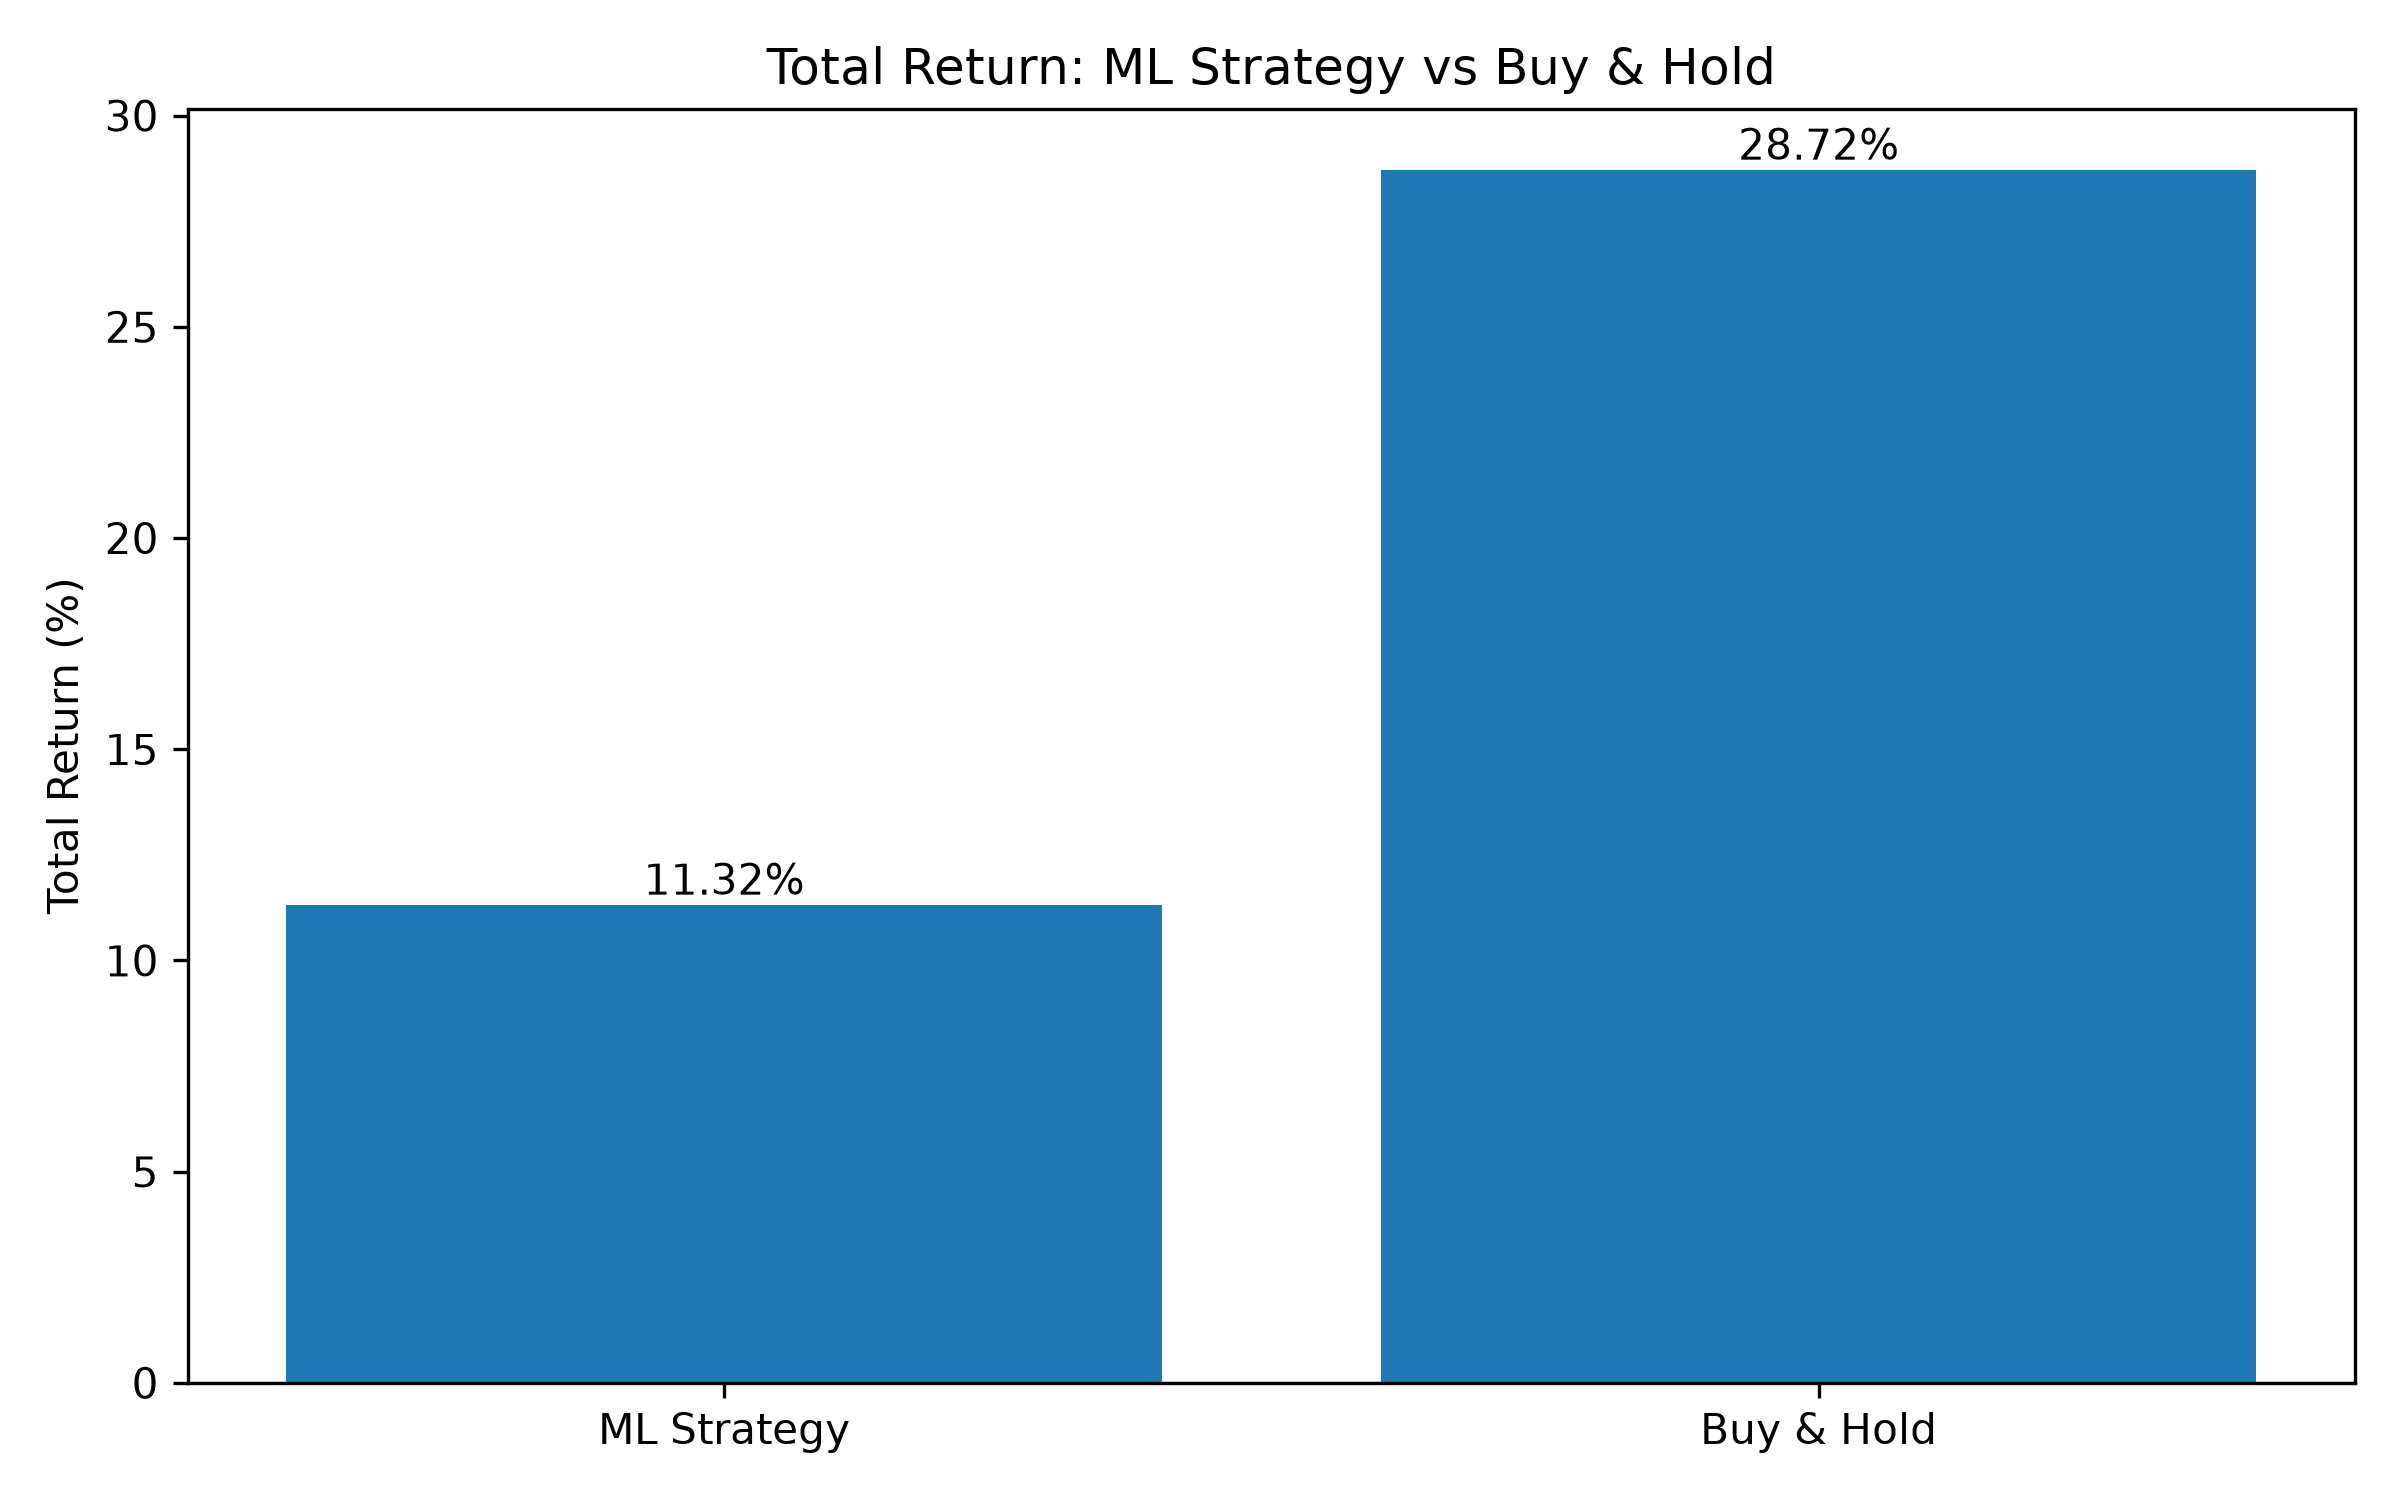 Total Return: ML Strategy vs Buy & Hold
Total Return (%)
30
25
20
15
10
5
0
11.32%
28.72%
ML Strategy
Buy & Hold